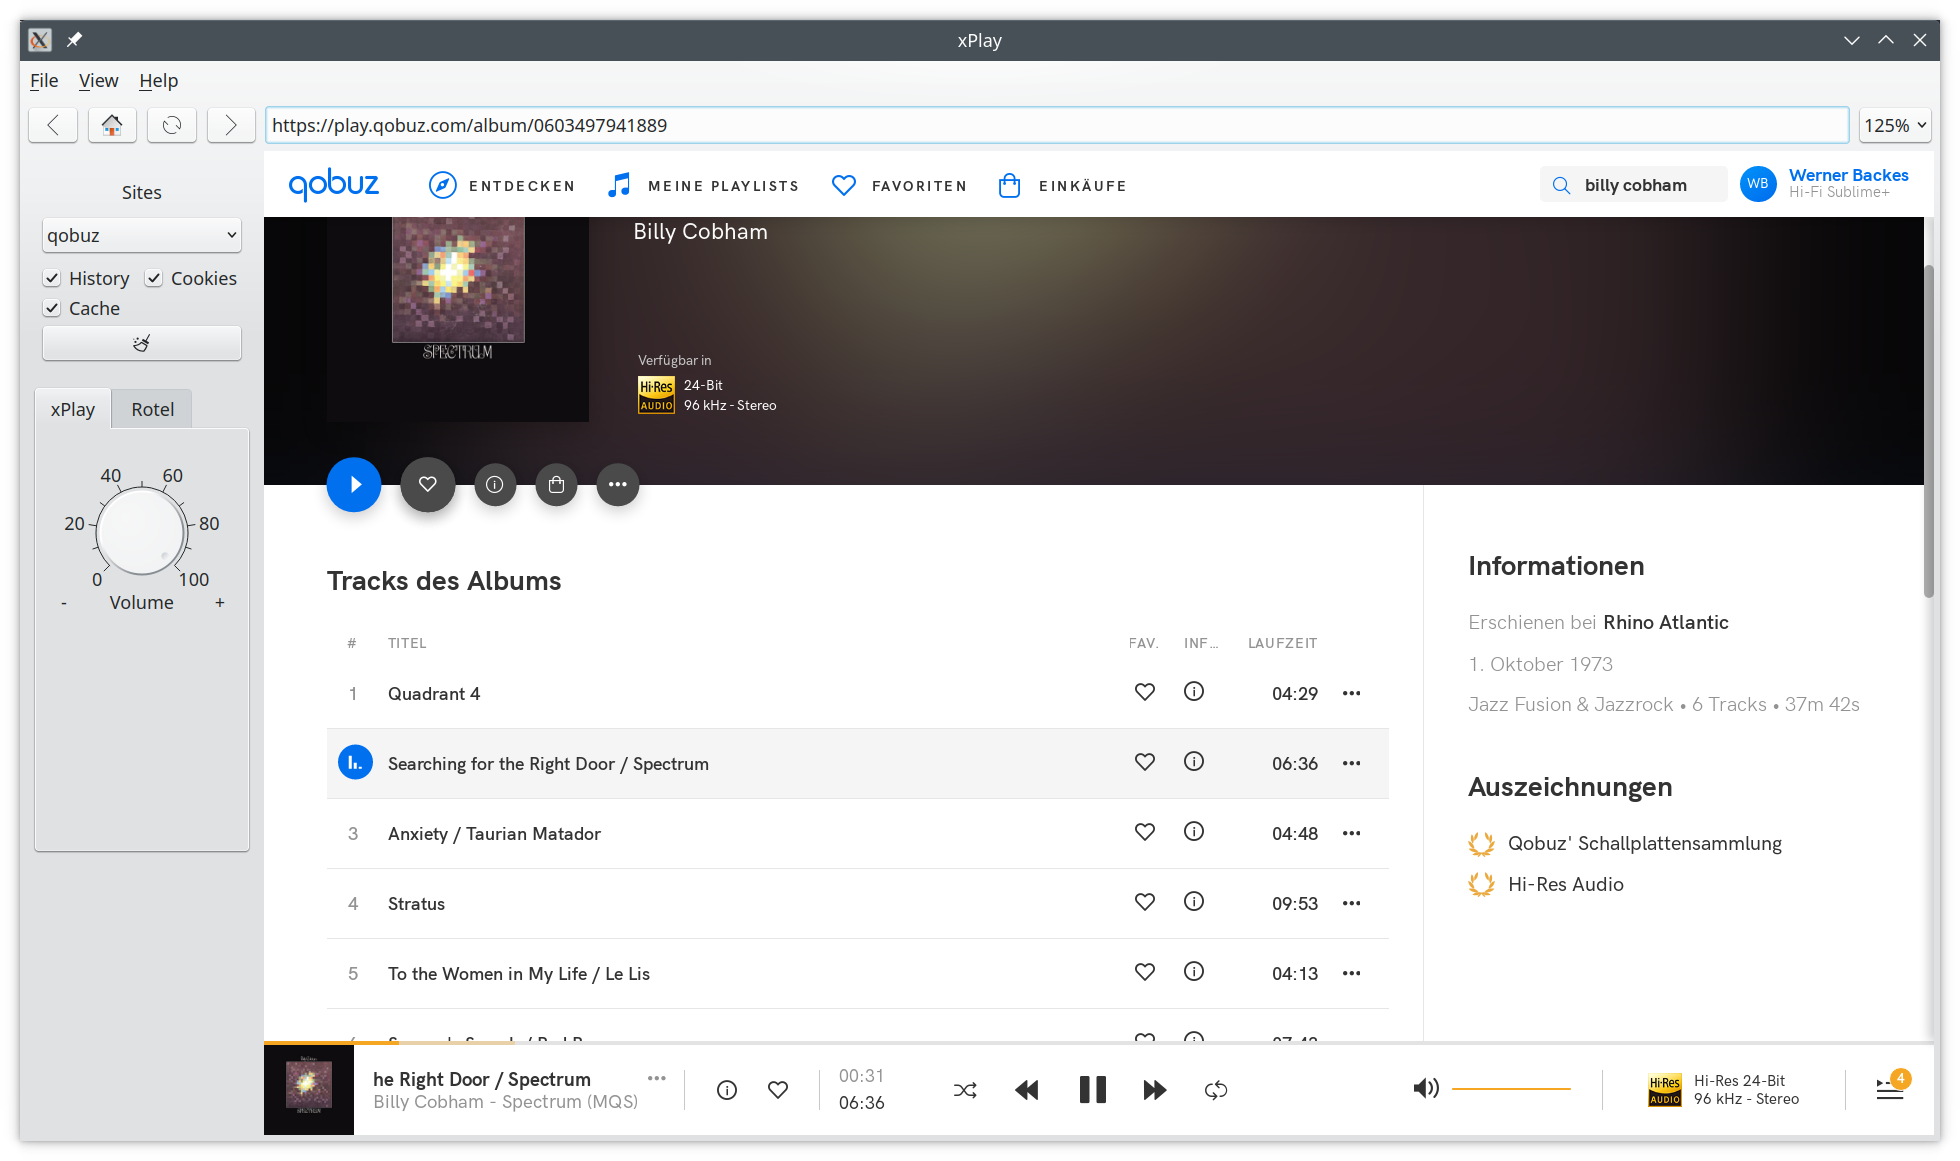 xPlay
File View Help
https://play.qobuz.com/album/0603497941889
125%
Sites
qobuz
History Cookies
Cache
xPlay Rotel
0 20 40 60 80 100
- Volume +
qobuz ENTDECKEN MEINE PLAYLISTS FAVORITEN EINKÄUFE
billy cobham
WB
Werner Backes
Hi-Fi Sublime+
SPECTRUM
Billy Cobham
Verfügbar in
Hi-Res AUDIO
24-Bit
96 kHz - Stereo
Tracks des Albums
# TITEL FAV. INF... LAUFZEIT
1 Quadrant 4 04:29
Searching for the Right Door / Spectrum 06:36
3 Anxiety / Taurian Matador 04:48
4 Stratus 09:53
5 To the Women in My Life / Le Lis 04:13
Informationen
Erschienen bei Rhino Atlantic
1. Oktober 1973
Jazz Fusion & Jazzrock • 6 Tracks • 37m 42s
Auszeichnungen
Qobuz' Schallplattensammlung
Hi-Res Audio
he Right Door / Spectrum
Billy Cobham - Spectrum (MQS)
00:31
06:36
Hi-Res AUDIO
Hi-Res 24-Bit
96 kHz - Stereo
4